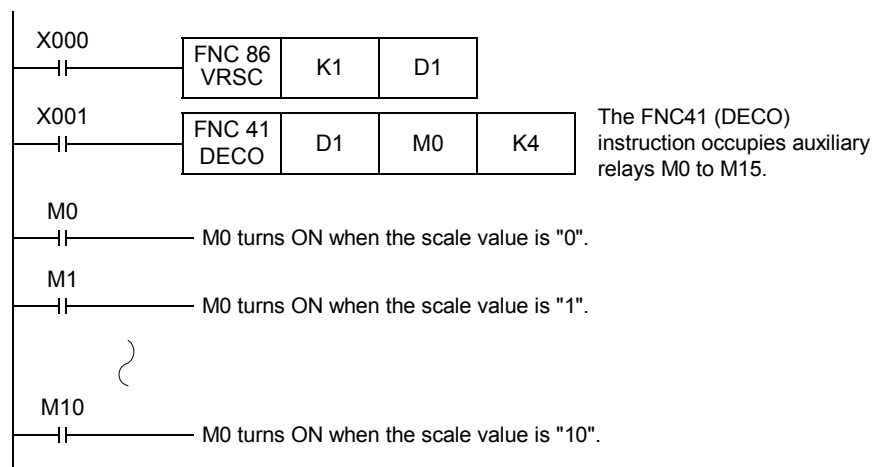 X000
FNC 86
VRSC
K1
D1
X001
FNC 41
DECO
D1
M0
K4
The FNC41 (DECO)
instruction occupies auxiliary
relays M0 to M15.
M0
M0 turns ON when the scale value is "0".
M1
M0 turns ON when the scale value is "1".
M10
M0 turns ON when the scale value is "10".